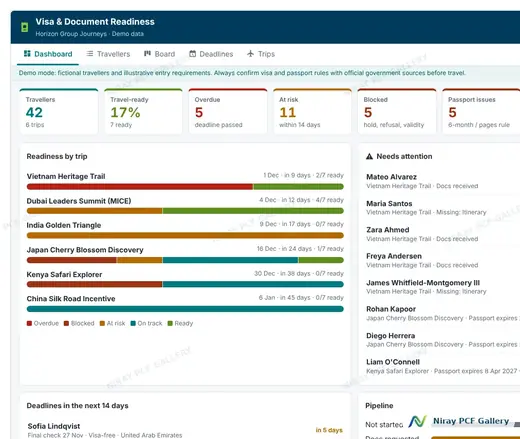 Visa & Document Readiness
Horizon Group Journeys · Demo data
Dashboard
Travellers
Board
Deadlines
Trips
Demo mode: fictional travellers and illustrative entry requirements. Always confirm visa and passport rules with official government sources before travel.
Travellers
42
6 trips
Travel-ready
17%
7 ready
Overdue
5
deadline passed
At risk
11
within 14 days
Blocked
5
hold, refusal, validity
Passport issues
5
6-month / pages rule
Readiness by trip
Vietnam Heritage Trail
1 Dec · in 9 days · 2/7 ready
Dubai Leaders Summit (MICE)
4 Dec · in 12 days · 4/7 ready
India Golden Triangle
9 Dec · in 17 days · 0/7 ready
Japan Cherry Blossom Discovery
16 Dec · in 24 days · 1/7 ready
Kenya Safari Explorer
30 Dec · in 38 days · 0/7 ready
China Silk Road Incentive
6 Jan · in 45 days · 0/7 ready
Overdue
Blocked
At risk
On track
Ready
Needs attention
Mateo Alvarez
Vietnam Heritage Trail · Docs received
Maria Santos
Vietnam Heritage Trail · Missing: Itinerary
Zara Ahmed
Vietnam Heritage Trail · Docs received
Freya Andersen
Vietnam Heritage Trail · Docs received
James Whitfield-Montgomery III
Vietnam Heritage Trail · Missing: Itinerary
Rohan Kapoor
Japan Cherry Blossom Discovery · Passport expires
Diego Herrera
Japan Cherry Blossom Discovery · Passport expires
Liam O'Connell
Kenya Safari Explorer · Passport expires 8 Apr 2027
Deadlines in the next 14 days
Sofia Lindqvist
Final check 27 Nov · Visa-free · United Arab Emirates
in 5 days
Pipeline
Not started
Niray PCF Gallery
NIRAY PCF GALLERY